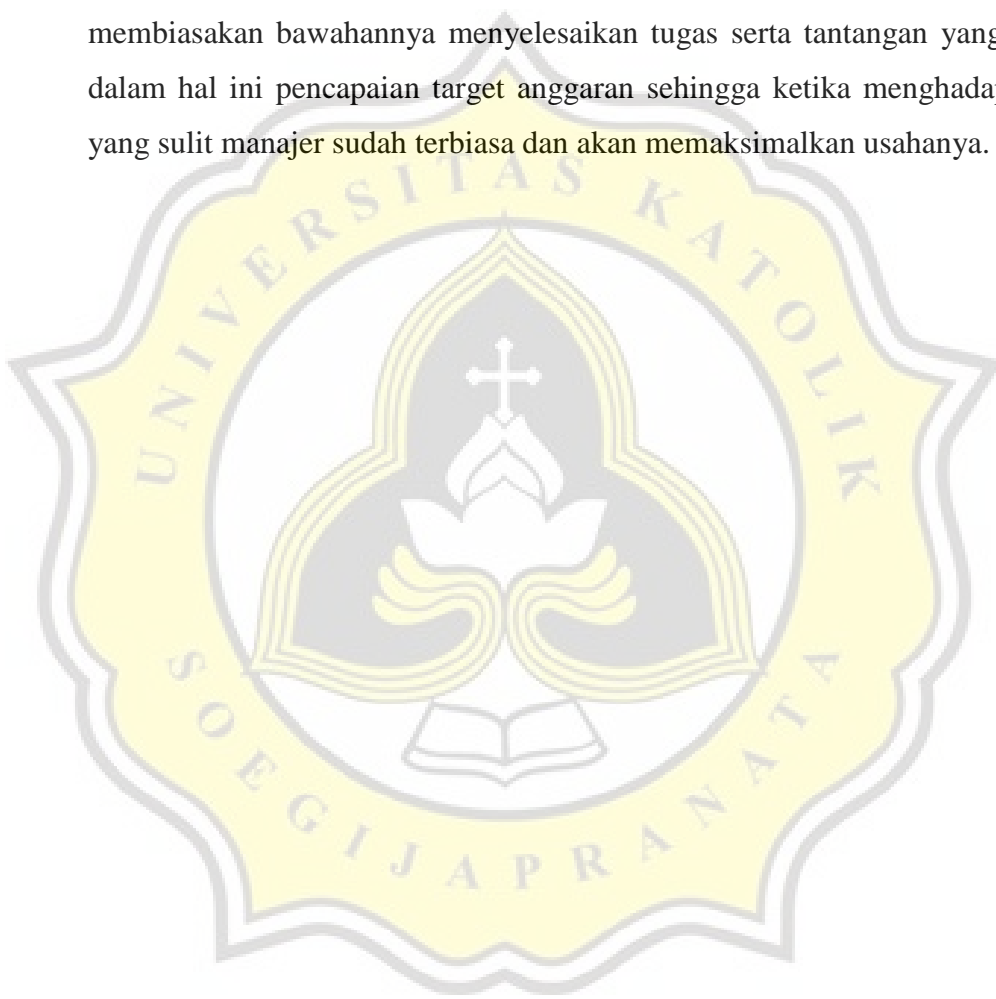 membiasakan bawahannya menyelesaikan tugas serta tantangan yang
dalam hal ini pencapaian target anggaran sehingga ketika
yang sulit manajer sudah terbiasa dan akan memaksimalkan usahanya.
UNIVERSITAS KATOLIK
SOEGIJAPRANATA